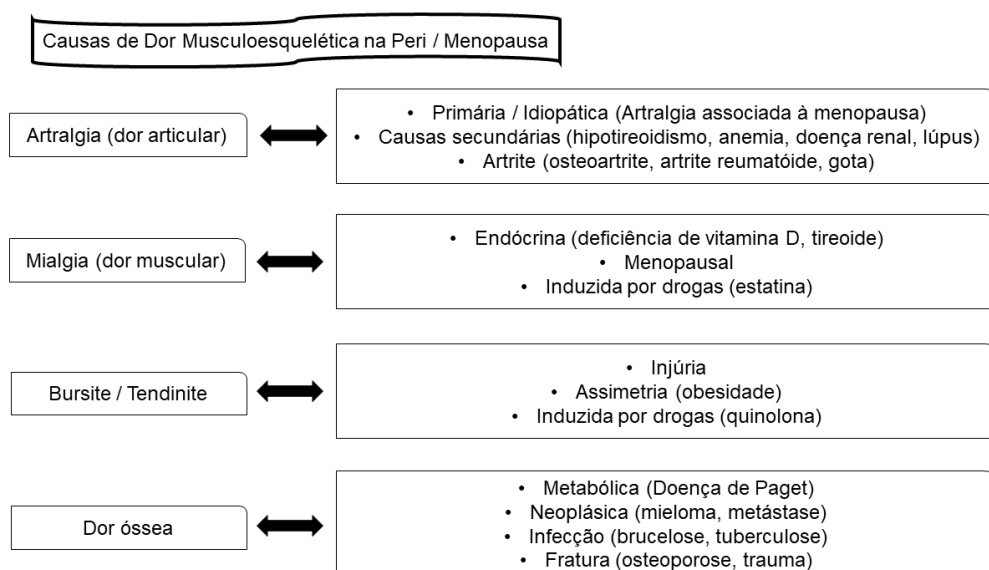 Causas de Dor Musculoesquelética na Peri / Menopausa
Artralgia (dor articular)
• Primária / Idiopática (Artralgia associada à menopausa)
• Causas secundárias (hipotireoidismo, anemia, doença renal, lúpus)
• Artrite (osteoartrite, artrite reumatóide, gota)
Mialgia (dor muscular)
• Endócrina (deficiência de vitamina D, tireoide)
• Menopausal
• Induzida por drogas (estatina)
Bursite / Tendinite
• Injúria
• Assimetria (obesidade)
• Induzida por drogas (quinolona)
Dor óssea
• Metabólica (Doença de Paget)
• Neoplásica (mieloma, metástase)
• Infecção (brucelose, tuberculose)
• Fratura (osteoporose, trauma)